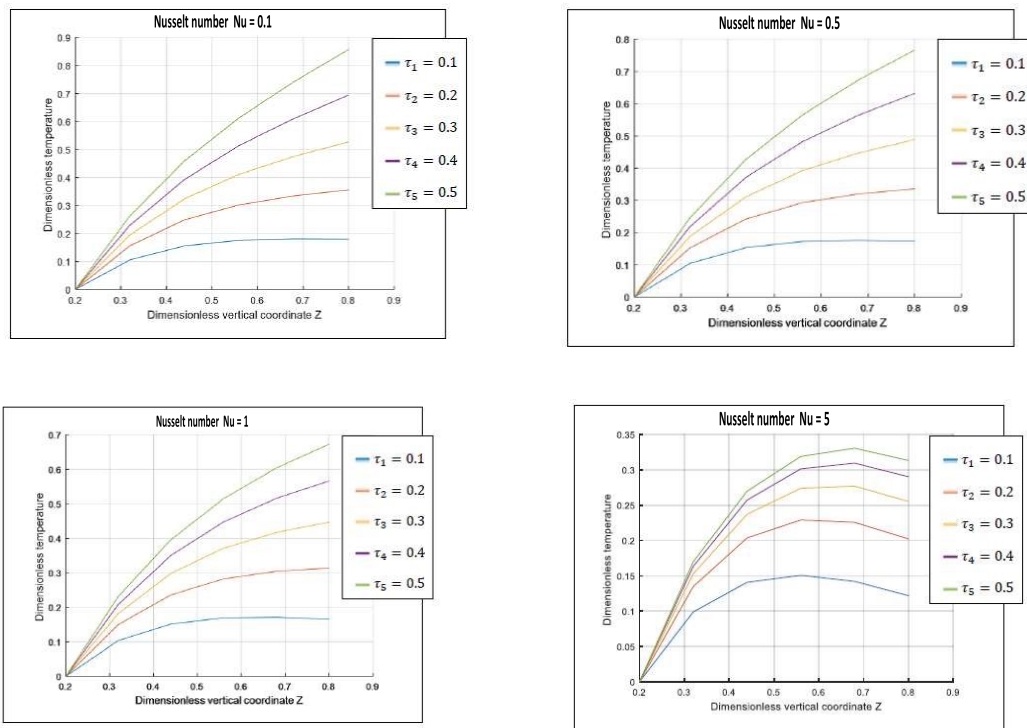 Nusselt number Nu = 0.1
0.9
0.8
0.7
0.6
0.5
0.4
0.3
0.2
0.1
0
Dimensionless temperature
0.2 0.3 0.4 0.5 0.6 0.7 0.8 0.9
Dimensionless vertical coordinate Z
τ₁ = 0.1
τ₂ = 0.2
τ₃ = 0.3
τ₄ = 0.4
τ₅ = 0.5
Nusselt number Nu = 0.5
0.8
0.7
0.6
0.5
0.4
0.3
0.2
0.1
0
Dimensionless temperature
0.2 0.3 0.4 0.5 0.6 0.7 0.8 0.9
Dimensionless vertical coordinate Z
τ₁ = 0.1
τ₂ = 0.2
τ₃ = 0.3
τ₄ = 0.4
τ₅ = 0.5
Nusselt number Nu = 1
0.7
0.6
0.5
0.4
0.3
0.2
0.1
0
Dimensionless temperature
0.2 0.3 0.4 0.5 0.6 0.7 0.8 0.9
Dimensionless vertical coordinate Z
τ₁ = 0.1
τ₂ = 0.2
τ₃ = 0.3
τ₄ = 0.4
τ₅ = 0.5
Nusselt number Nu = 5
0.35
0.3
0.25
0.2
0.15
0.1
0.05
0
Dimensionless temperature
0.2 0.3 0.4 0.5 0.6 0.7 0.8 0.9
Dimensionless vertical coordinate Z
τ₁ = 0.1
τ₂ = 0.2
τ₃ = 0.3
τ₄ = 0.4
τ₅ = 0.5